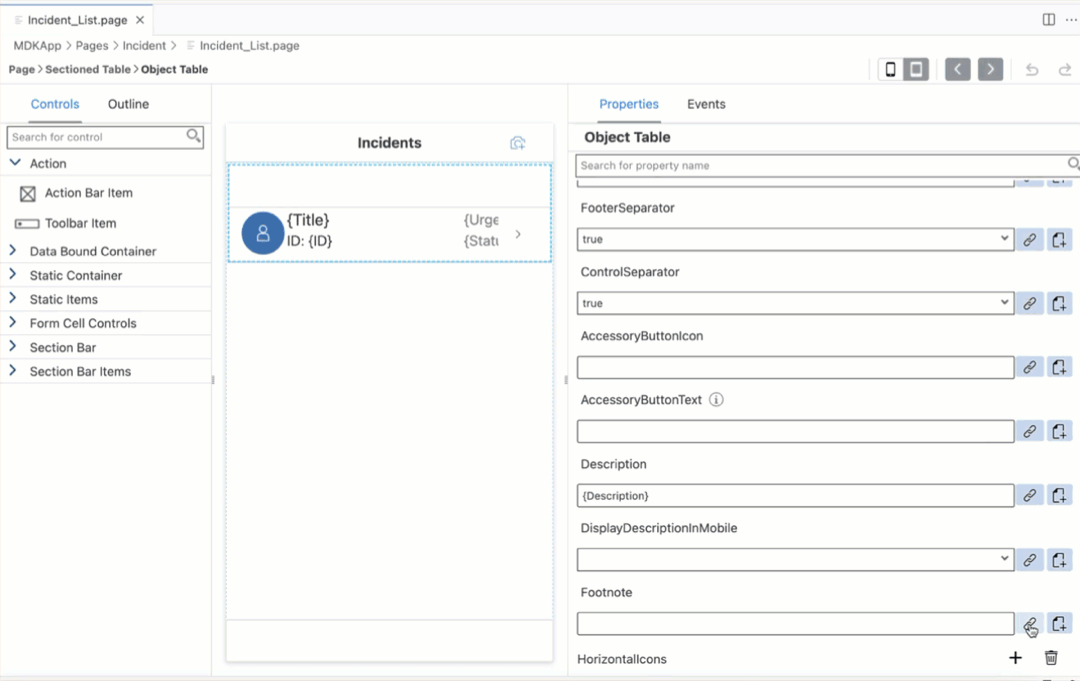 Incident_List.page
MDKApp > Pages > Incident > Incident_List.page
Page > Sectioned Table > Object Table
Controls
Outline
Search for control
Action
Action Bar Item
Toolbar Item
Data Bound Container
Static Container
Static Items
Form Cell Controls
Section Bar
Section Bar Items
Incidents
{Title}
ID: {ID}
{Urge
{Statu
Properties
Events
Object Table
Search for property name
FooterSeparator
true
ControlSeparator
true
AccessoryButtonIcon
AccessoryButtonText
Description
{Description}
DisplayDescriptionInMobile
Footnote
HorizontalIcons